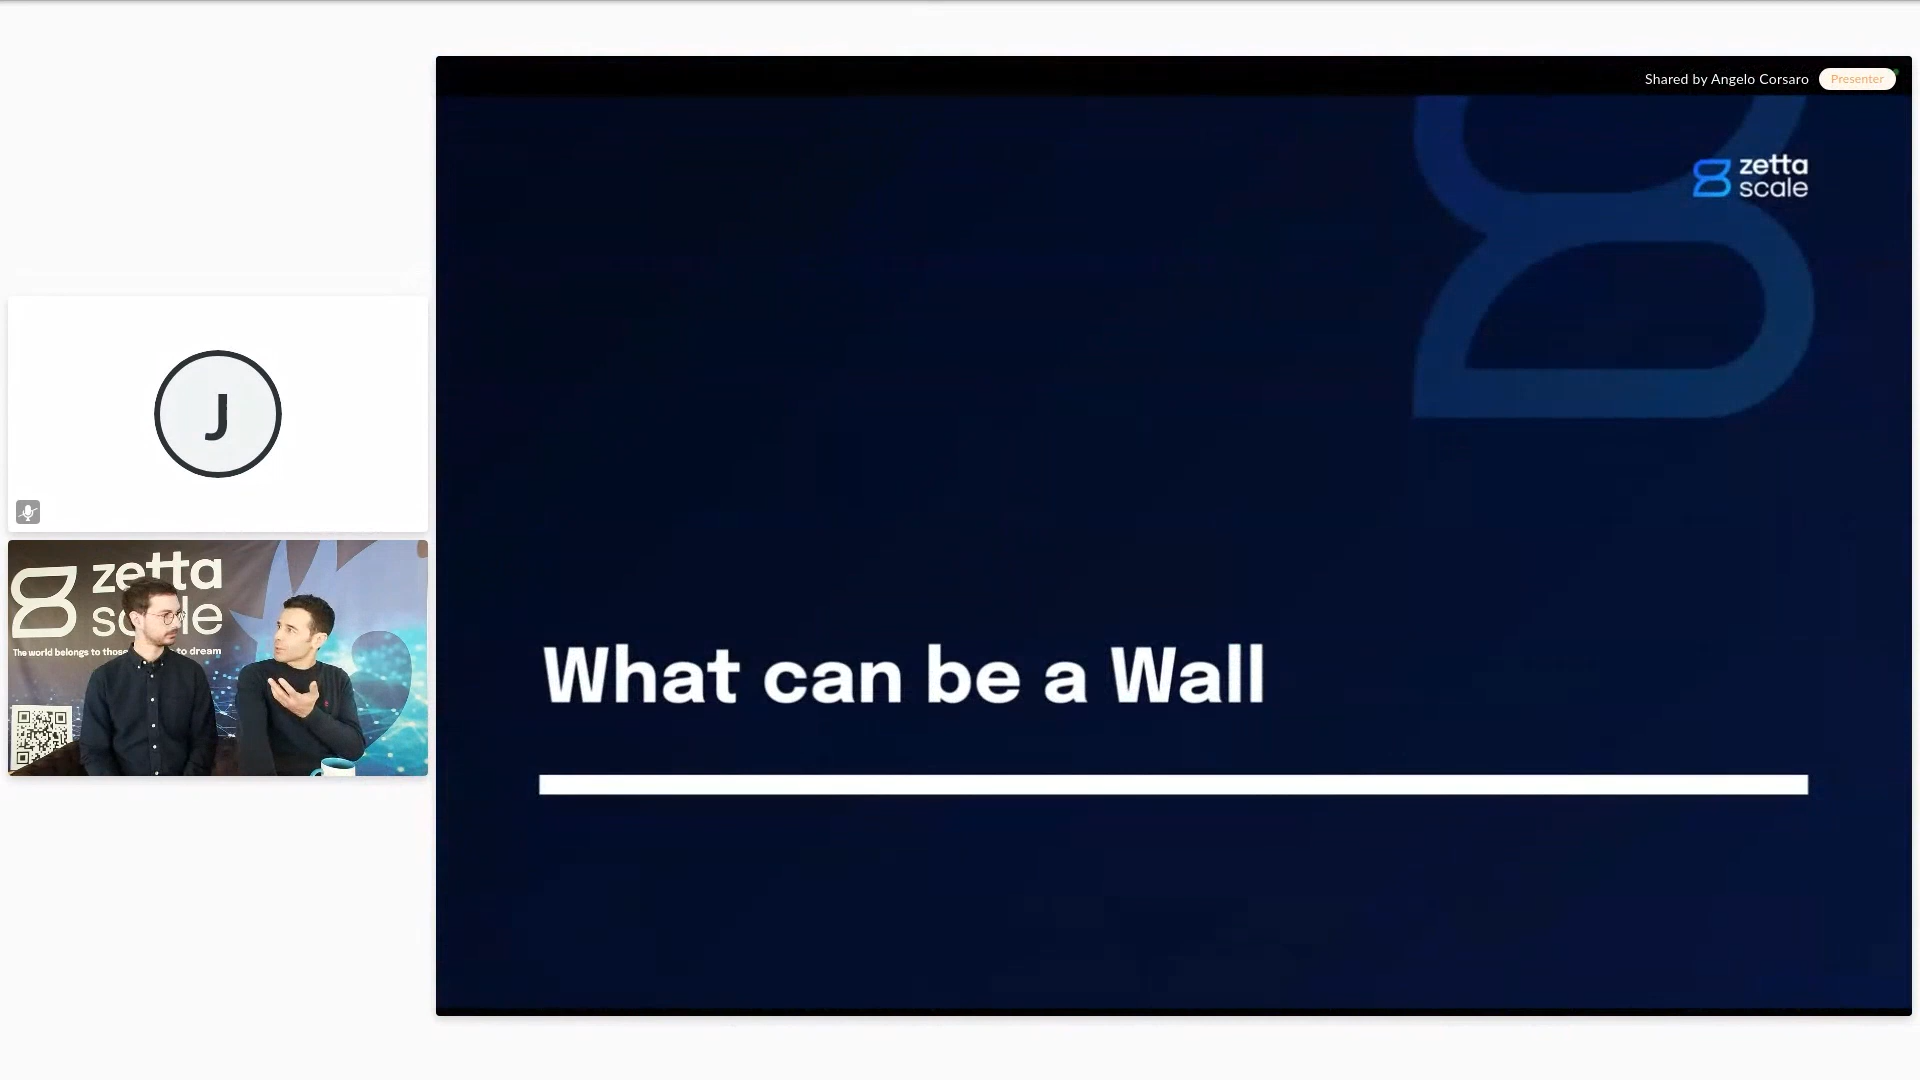 Shared by Angelo Corsaro
Presenter
zetta
scale
J
zetta
scale
The world belongs to those to dream
What can be a Wall